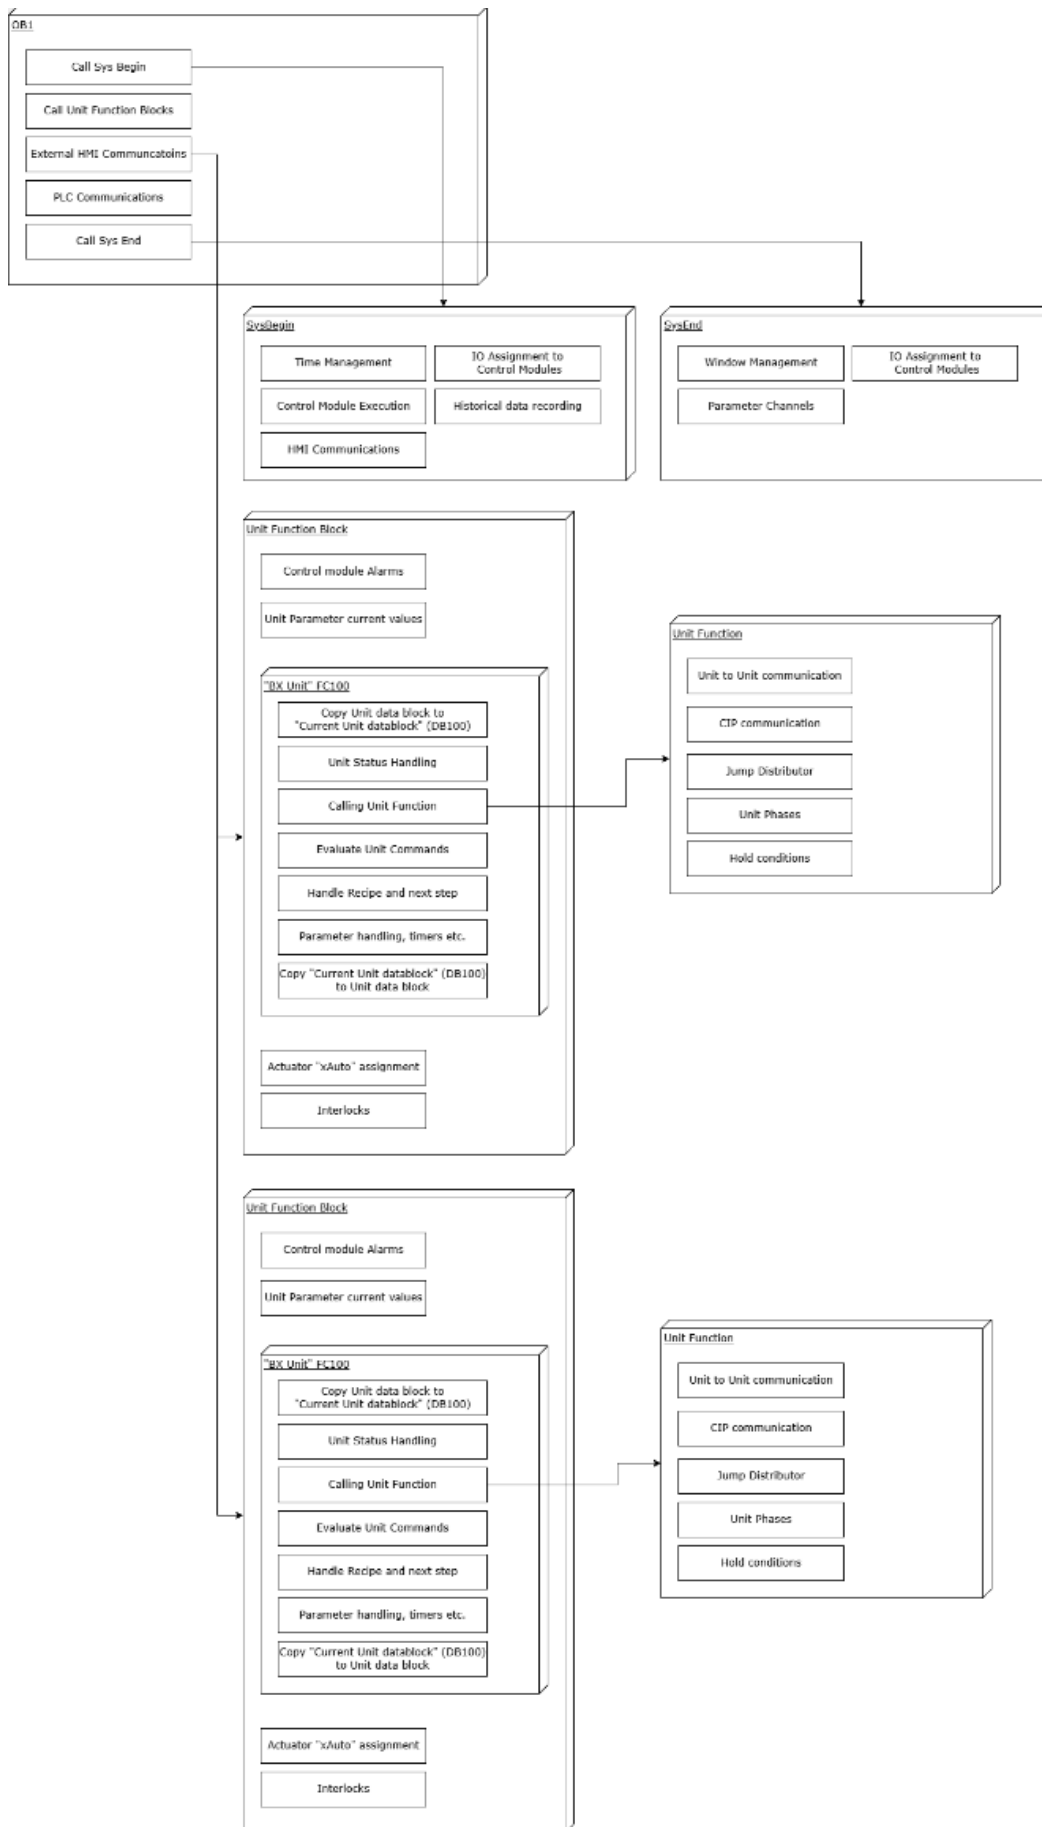 OB1
Call Sys Begin
Call Unit Function Blocks
External HMI Communcatoins
PLC Communications
Call Sys End
SysBegin
Time Management
IO Assignment to
Control Modules
Control Module Execution
Historical data recording
HMI Communications
SysEnd
Window Management
IO Assignment to
Control Modules
Parameter Channels
Unit Function Block
Control module Alarms
Unit Parameter current values
"BX Unit" FC100
Copy Unit data block to
"Current Unit datablock" (DB100)
Unit Status Handling
Calling Unit Function
Evaluate Unit Commands
Handle Recipe and next step
Parameter handling, timers etc.
Copy "Current Unit datablock" (DB100)
to Unit data block
Actuator "xAuto" assignment
Interlocks
Unit Function
Unit to Unit communication
CIP communication
Jump Distributor
Unit Phases
Hold conditions
Unit Function Block
Control module Alarms
Unit Parameter current values
"BX Unit" FC100
Copy Unit data block to
"Current Unit datablock" (DB100)
Unit Status Handling
Calling Unit Function
Evaluate Unit Commands
Handle Recipe and next step
Parameter handling, timers etc.
Copy "Current Unit datablock" (DB100)
to Unit data block
Actuator "xAuto" assignment
Interlocks
Unit Function
Unit to Unit communication
CIP communication
Jump Distributor
Unit Phases
Hold conditions